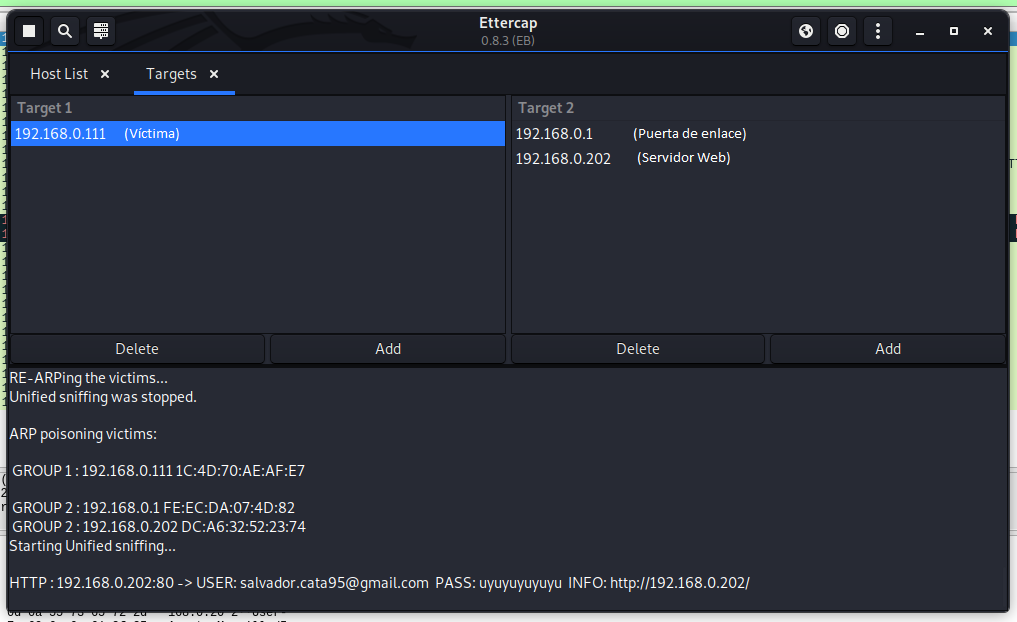 Ettercap
0.8.3 (EB)
Host List
Targets
Target 1
192.168.0.111 (Víctima)
Target 2
192.168.0.1 (Puerta de enlace)
192.168.0.202 (Servidor Web)
Delete
Add
Delete
Add
RE-ARPing the victims...
Unified sniffing was stopped.
ARP poisoning victims:
GROUP 1 : 192.168.0.111 1C:4D:70:AE:AF:E7
GROUP 2 : 192.168.0.1 FE:EC:DA:07:4D:82
GROUP 2 : 192.168.0.202 DC:A6:32:52:23:74
Starting Unified sniffing...
HTTP : 192.168.0.202:80 -> USER: salvador.cata95@gmail.com PASS: uyuyuyuyuyu INFO: http://192.168.0.202/